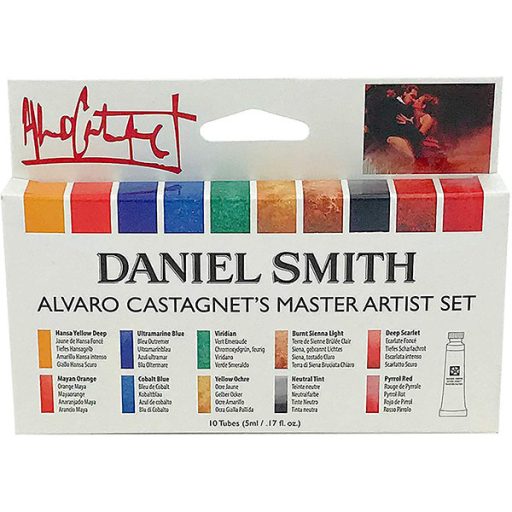 DANIEL SMITH
ALVARO CASTAGNET'S MASTER ARTIST SET
Hansa Yellow Deep
Jaune de Hansa Foncé
Tiefes Hansagelb
Amarillo Hansa intenso
Giallo Hansa Scuro
Ultramarine Blue
Bleu Outremer
Ultramarinblau
Azul ultramar
Blu Oltremare
Viridian
Vert Emeraude
Chromoxydgrün, feurig
Viridiano
Verde Smeraldo
Burnt Sienna Light
Terre de Sienne Brûlée Clair
Siena, gebrannt Lichtes
Siena, tostado Claro
Terra di Siena Bruciata Chiaro
Deep Scarlet
Ecarlate Foncé
Tiefes Scharlachrot
Escarlata intenso
Scarlatto Scuro
Mayan Orange
Orange Maya
Mayaorange
Anaranjado Maya
Arancio Maya
Cobalt Blue
Bleu de Cobalt
Kobaltblau
Azul de cobalto
Blu di Cobalto
Yellow Ochre
Ocre Jaune
Gelber Ocker
Ocre Amarillo
Ocra Gialla Pallida
Neutral Tint
Teinte neutre
Neutralfarbe
Tinte Neutro
Tinta neutra
Pyrrol Red
Rouge de Pyrrole
Pyrrol Rot
Rojo de Pirrol
Rosso Pirrolo
10 Tubes (5ml / .17 fl. oz.)